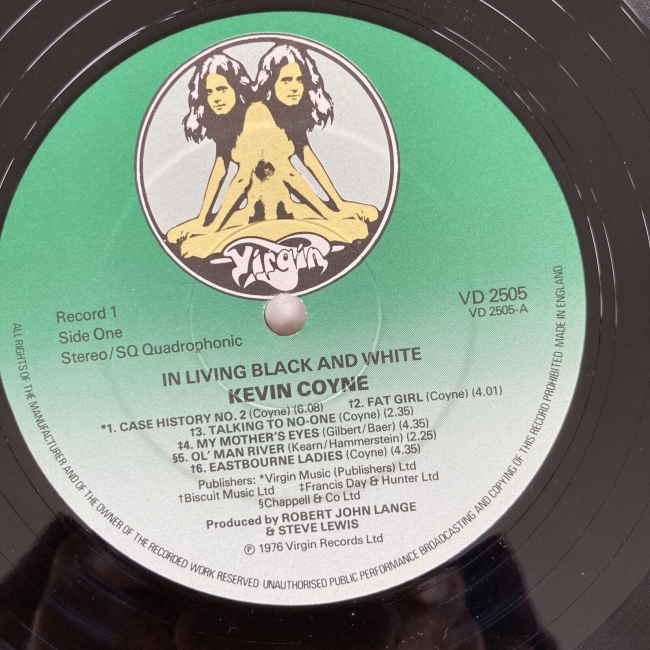 Virgin
Record 1
Side One
Stereo/SQ Quadrophonic
VD 2505
VD 2505-A
IN LIVING BLACK AND WHITE
KEVIN COYNE
*1. CASE HISTORY NO. 2 (Coyne) (6.08) †2. FAT GIRL (Coyne) (4.01)
†3. TALKING TO NO-ONE (Coyne) (2.35)
‡4. MY MOTHER'S EYES (Gilbert/Baer) (4.35)
§5. OL' MAN RIVER (Kearn/Hammerstein) (2.25)
†6. EASTBOURNE LADIES (Coyne) (4.35)
Publishers: *Virgin Music (Publishers) Ltd
†Biscuit Music Ltd ‡Francis Day & Hunter Ltd
§Chappell & Co Ltd
Produced by ROBERT JOHN LANGE
& STEVE LEWIS
℗ 1976 Virgin Records Ltd
ALL RIGHTS OF THE MANUFACTURER AND OF THE OWNER OF THE RECORDED WORK RESERVED UNAUTHORISED PUBLIC PERFORMANCE BROADCASTING AND COPYING OF THIS RECORD PROHIBITED MADE IN ENGLAND